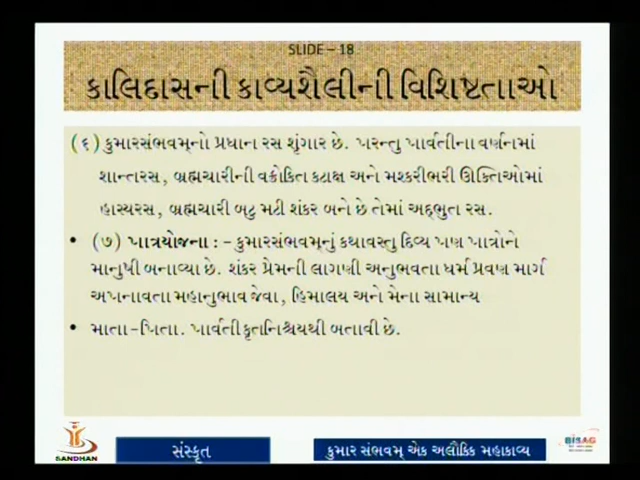 SLIDE – 18
કાલિદાસની કાવ્યશૈલીની વિશિષ્ટતાઓ
(૬) કુમારસંભવમ્‌નો પ્રધાન રસ શૃંગાર છે. પરન્તુ પાર્વતીના વર્ણનમાં
શાન્તરસ, બ્રહ્મચારીની વક્રોકિત કટાક્ષ અને મશ્કરીભરી ઊક્તિઓમાં
હાસ્યરસ, બ્રહ્મચારી બટુ મટી શંકર બને છે તેમાં અદ્દભુત રસ.
• (૭) પાત્રયોજના : - કુમારસંભવમ્‌નું કથાવસ્તુ દિવ્ય પણ પાત્રોને
માનુષી બનાવ્યા છે. શંકર પ્રેમની લાગણી અનુભવતા ધર્મ પ્રવણ માર્ગ
અપનાવતા મહાનુભાવ જેવા, હિમાલય અને મેના સામાન્ય
• માતા -પિતા. પાર્વતી કૃતનિશ્ચયથી બતાવી છે.
SANDHAN
સંસ્કૃત
કુમાર સંભવમ્ એક અલૌકિક મહાકાવ્ય
BISAG